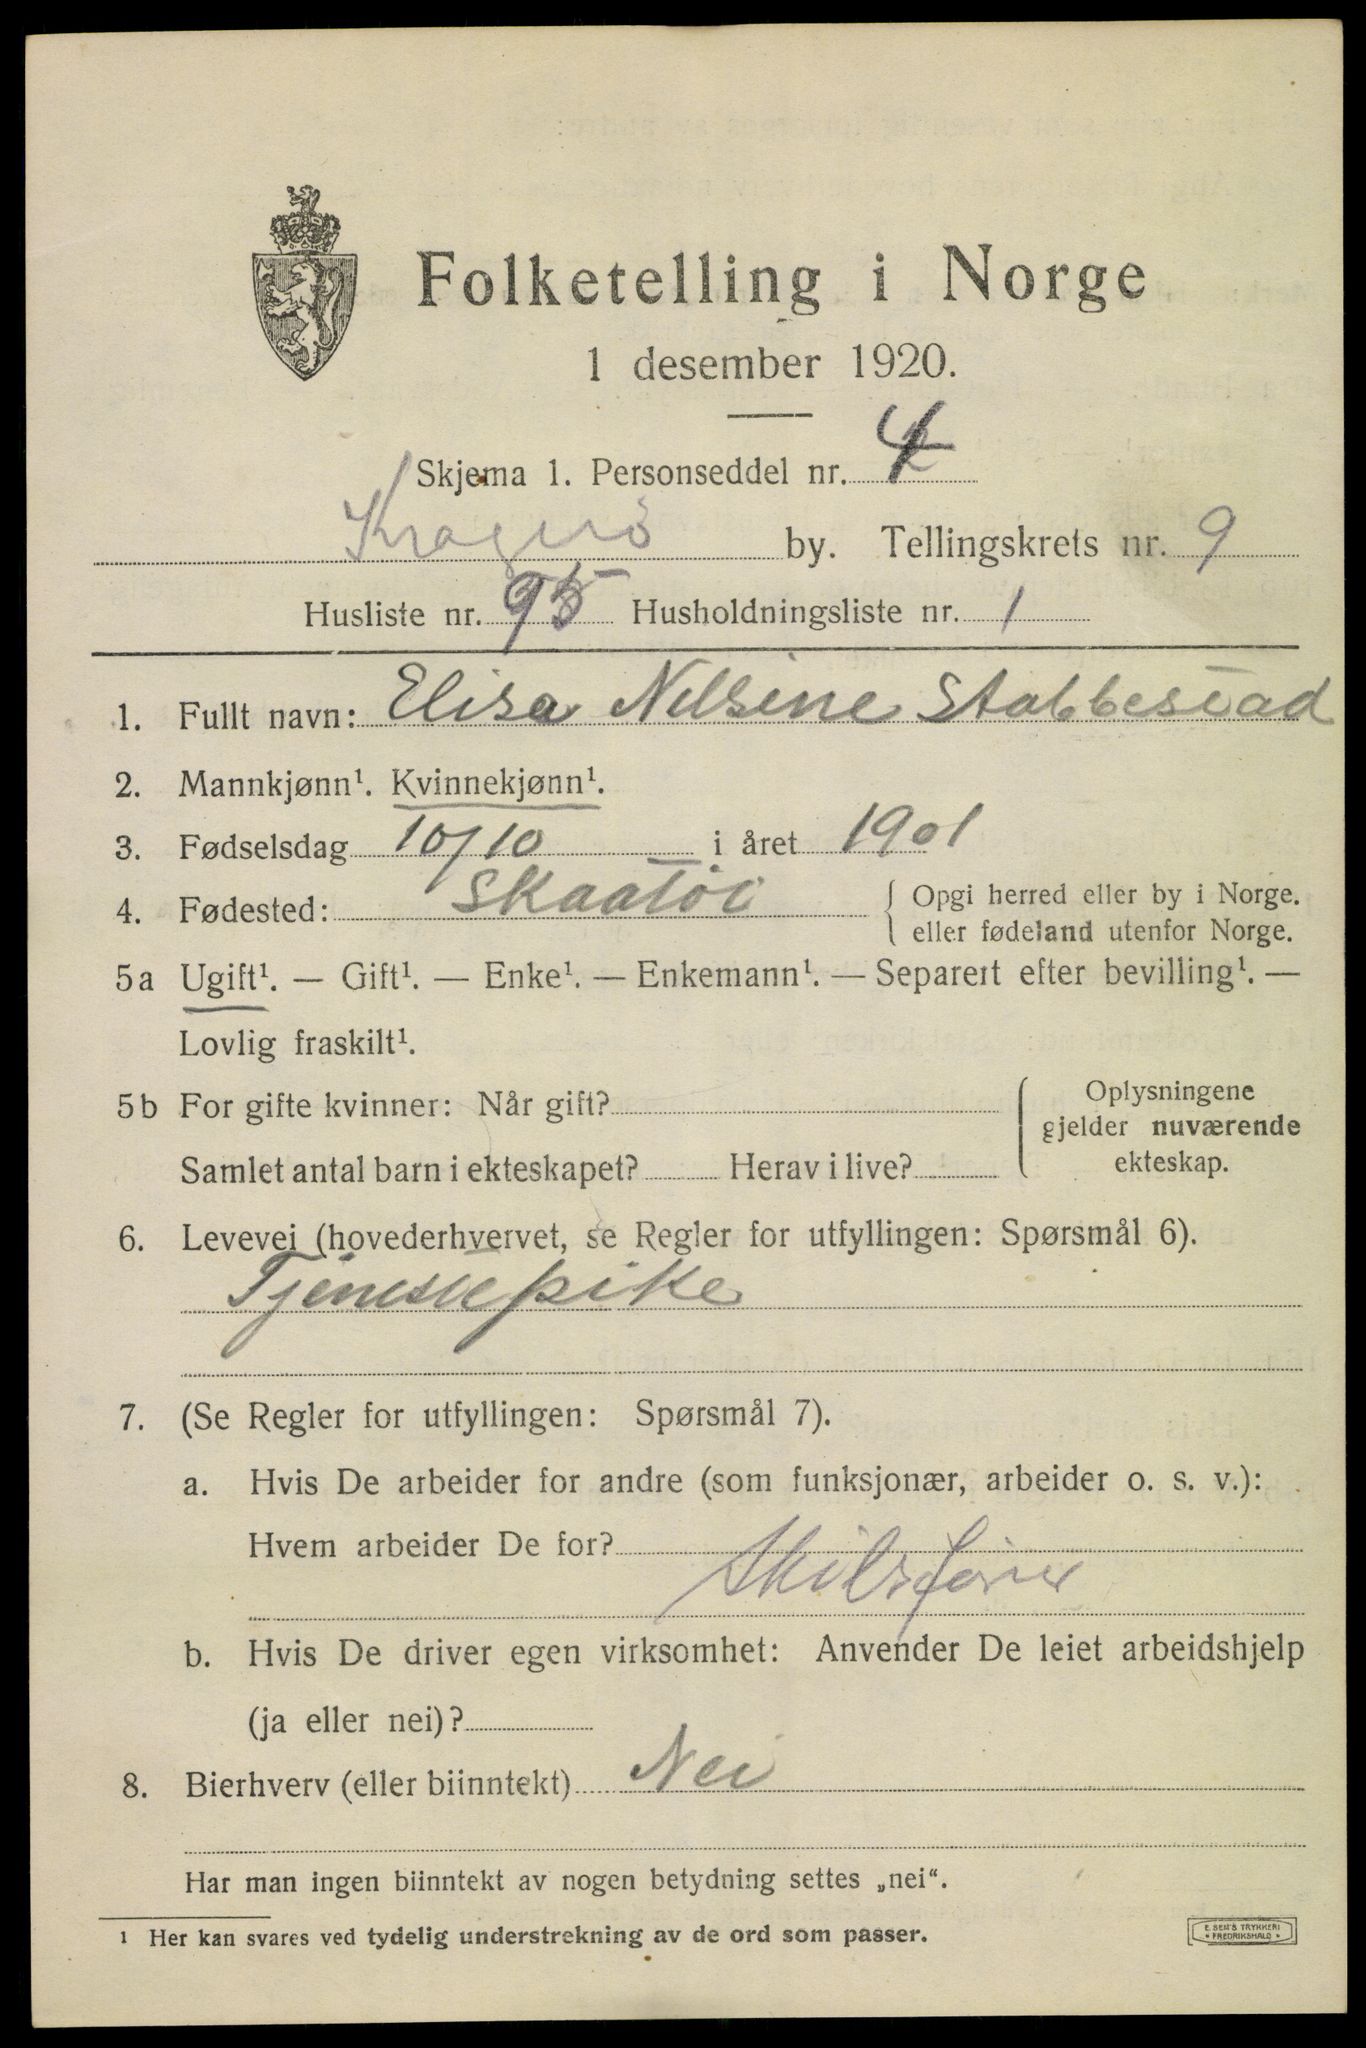 Folketelling i Norge
1 desember 1920.
Skjema 1. Personseddel nr. 4
Kragerö by. Tellingskrets nr. 9
Husliste nr. 95 Husholdningsliste nr. 1
1. Fullt navn: Elisa Nilsine Stabbestad
2. Mannkjønn¹. Kvinnekjønn¹.
3. Fødselsdag 10/10 i året 1901
4. Fødested: Skaatöi { Opgi herred eller by i Norge.
eller fødeland utenfor Norge.
5a Ugift¹. — Gift¹. — Enke¹. — Enkemann¹. — Separert efter bevilling¹. —
Lovlig fraskilt¹.
5b For gifte kvinner: Når gift?
Samlet antal barn i ekteskapet? Herav i live?
Oplysningene
gjelder nuværende
ekteskap.
6. Levevei (hovederhvervet, se Regler for utfyllingen: Spørsmål 6).
Tjenestepike
7. (Se Regler for utfyllingen: Spørsmål 7).
a. Hvis De arbeider for andre (som funksjonær, arbeider o. s. v.):
Hvem arbeider De for?
b. Hvis De driver egen virksomhet: Anvender De leiet arbeidshjelp
(ja eller nei)?
8. Bierhverv (eller biinntekt) Nei
Har man ingen biinntekt av nogen betydning settes „nei“.
¹ Her kan svares ved tydelig understrekning av de ord som passer.
E. SEM'S TRYKKERI
FREDRIKSHALD